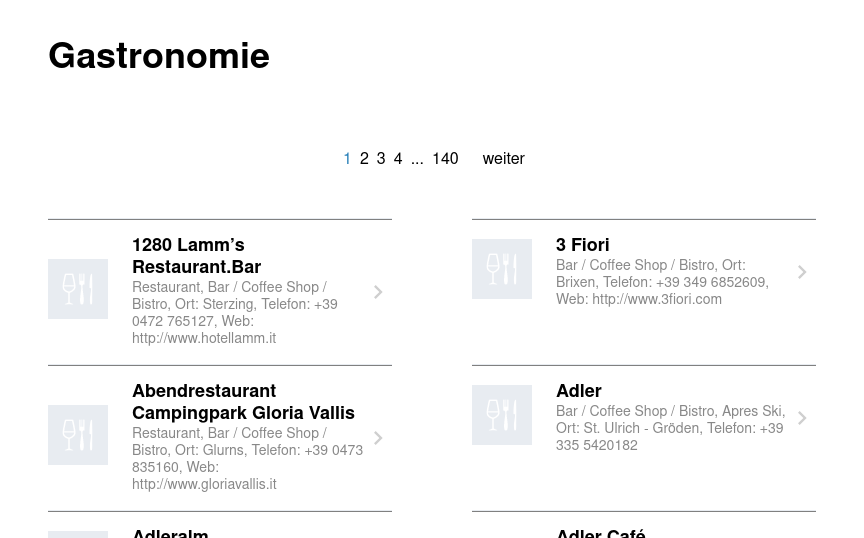 Gastronomie
1 2 3 4 ... 140 weiter
1280 Lamm’s
Restaurant.Bar
Restaurant, Bar / Coffee Shop /
Bistro, Ort: Sterzing, Telefon: +39
0472 765127, Web:
http://www.hotellamm.it
3 Fiori
Bar / Coffee Shop / Bistro, Ort:
Brixen, Telefon: +39 349 6852609,
Web: http://www.3fiori.com
Abendrestaurant
Campingpark Gloria Vallis
Restaurant, Bar / Coffee Shop /
Bistro, Ort: Glurns, Telefon: +39 0473
835160, Web:
http://www.gloriavallis.it
Adler
Bar / Coffee Shop / Bistro, Apres Ski,
Ort: St. Ulrich - Gröden, Telefon: +39
335 5420182
Adleralm
Adler Café